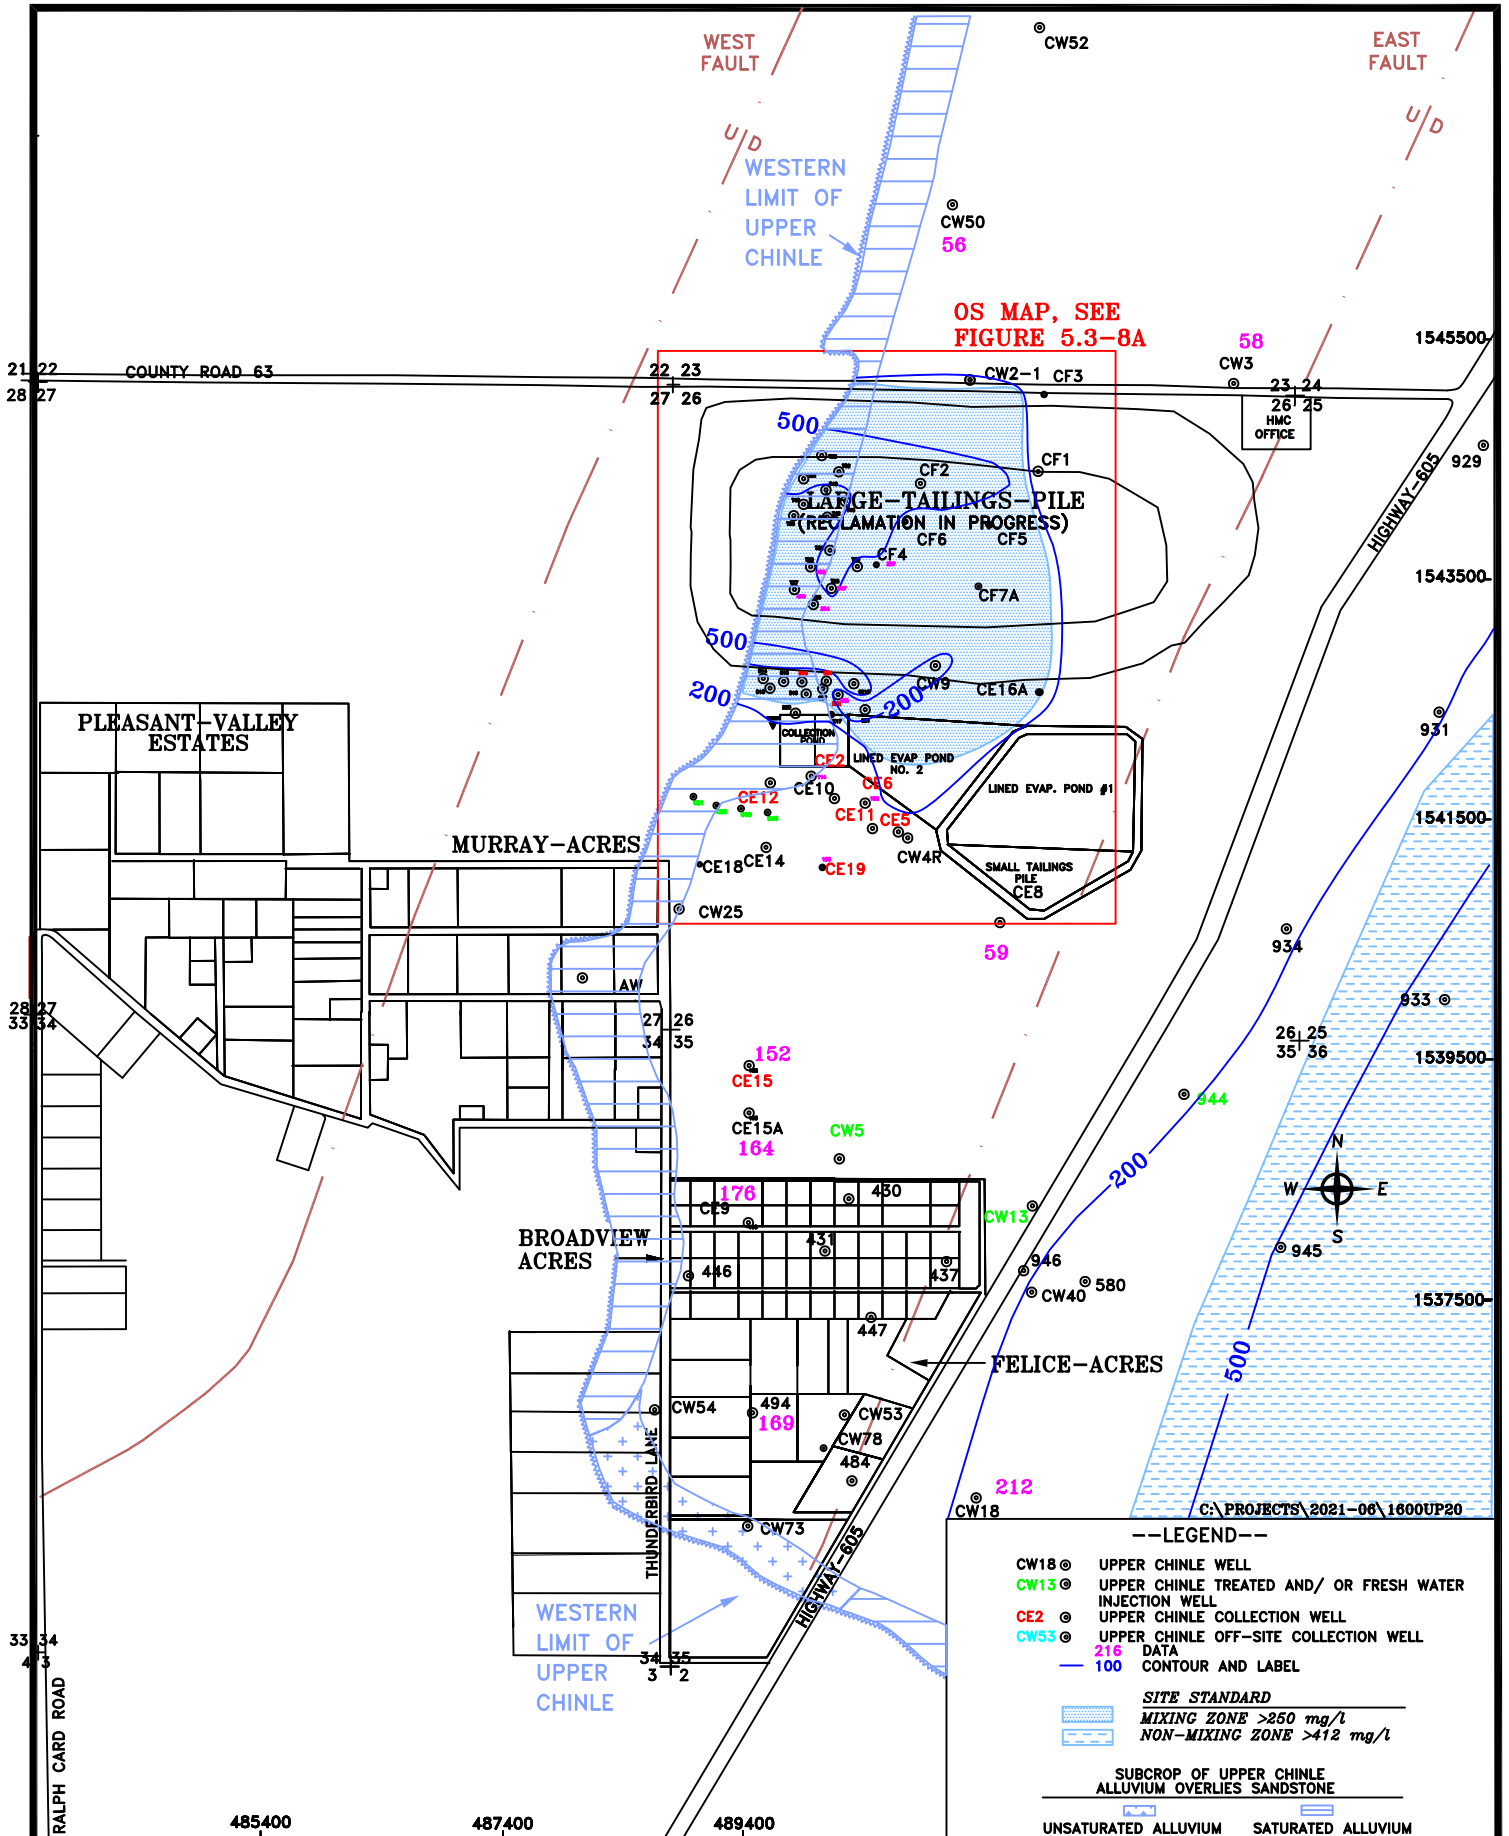 WEST
FAULT
CW52
EAST
FAULT
U/D
U/D
WESTERN
LIMIT OF
UPPER
CHINLE
CW50
56
OS MAP, SEE
FIGURE 5.3-8A
58
1545500
CW3
21 22
28 27
COUNTY ROAD 63
22 23
27 26
CW2-1
CF3
23 24
26 25
HMC
OFFICE
500
929
CF1
CF2
HIGHWAY-605
LARGE-TAILINGS-PILE
(RECLAMATION IN PROGRESS)
CF6
CF5
CF4
1543500
CF7A
500
CW9
CE16A
200
200
PLEASANT-VALLEY
ESTATES
931
COLLECTION
POND
LINED EVAP POND
NO. 2
CE2
CE6
CE10
CE12
LINED EVAP. POND #1
CE11
CE5
1541500
MURRAY-ACRES
CE14
CW4R
CE18
CE19
SMALL TAILINGS
PILE
CE8
CW25
934
59
AW
933
28 27
33 34
27 26
34 35
26 25
35 36
152
CE15
1539500
944
CE15A
164
CW5
N
W
E
S
200
176
CE9
430
CW13
BROADVIEW
ACRES
431
945
446
437
946
580
CW40
1537500
447
500
FELICE-ACRES
CW54
494
169
CW53
CW78
484
THUNDERBIRD LANE
212
CW18
CW73
HIGHWAY-605
C:\PROJECTS\2021-06\1600UP20
--LEGEND--
CW18 UPPER CHINLE WELL
CW13 UPPER CHINLE TREATED AND/ OR FRESH WATER
INJECTION WELL
CE2 UPPER CHINLE COLLECTION WELL
CW53 UPPER CHINLE OFF-SITE COLLECTION WELL
216 DATA
100 CONTOUR AND LABEL
SITE STANDARD
MIXING ZONE >250 mg/l
NON-MIXING ZONE >412 mg/l
SUBCROP OF UPPER CHINLE
ALLUVIUM OVERLIES SANDSTONE
UNSATURATED ALLUVIUM
SATURATED ALLUVIUM
WESTERN
LIMIT OF
UPPER
CHINLE
33 34
4 3
34 35
3 2
RALPH CARD ROAD
485400
487400
489400